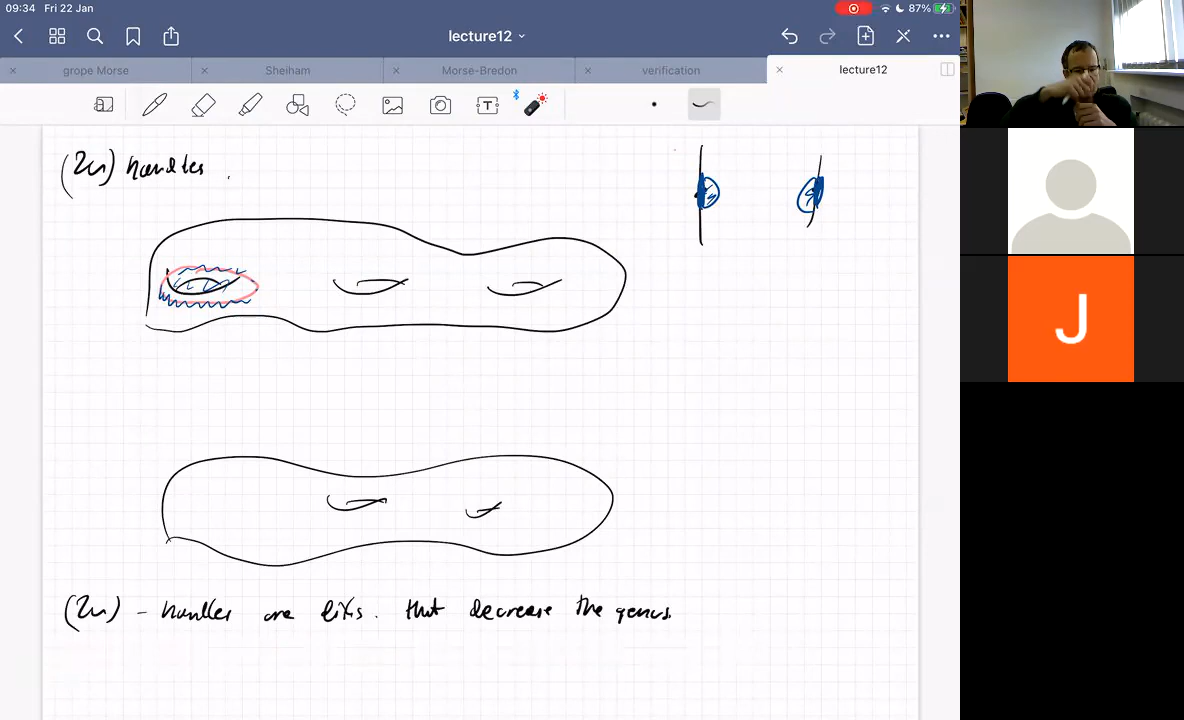 09:34 Fri 22 Jan
87%
lecture12
grope Morse
Sheiham
Morse-Bredon
verification
lecture12
T
(2n) handles.
(2n) - handles are that decrease the genus.
J